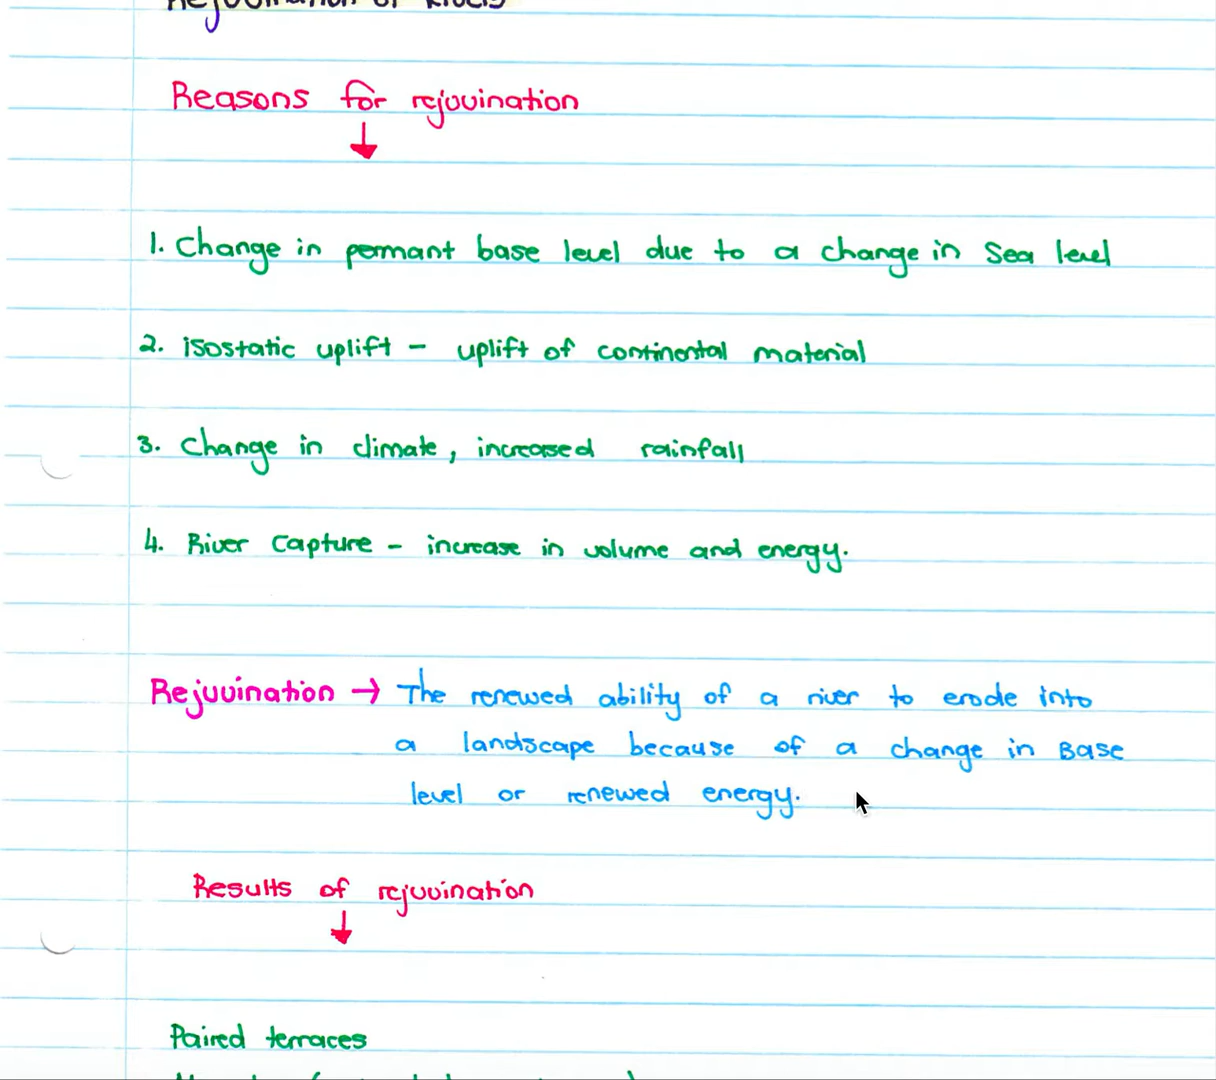 Rejuvination of Rivers
Reasons for rejuvination
1. Change in permant base level due to a change in Sea level
2. isostatic uplift - uplift of continental material
3. Change in climate, increased rainfall
4. River Capture - increase in volume and energy.
Rejuvination → The renewed ability of a river to erode into
a landscape because of a change in Base
level or renewed energy.
Results of rejuvination
Paired terraces